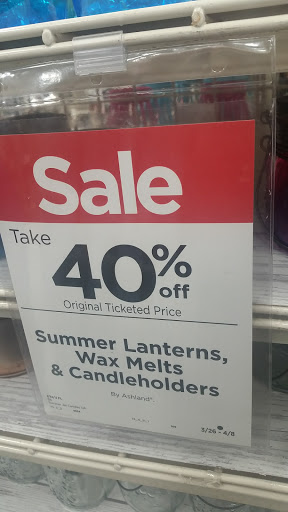 Sale
Take
40% off
Original Ticketed Price
Summer Lanterns,
Wax Melts
& Candleholders
By Ashland®.
3/26 - 4/8